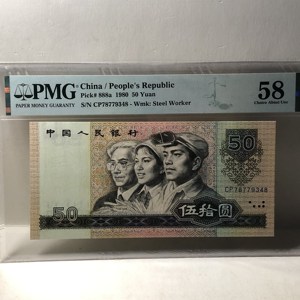 PMG
PAPER MONEY GUARANTY
China / People's Republic
Pick# 888a 1980 50 Yuan
S/N CP78779348 - Wmk: Steel Worker
58
Choice About Unc
中国人民银行
50
CP78779348
50
伍拾圆